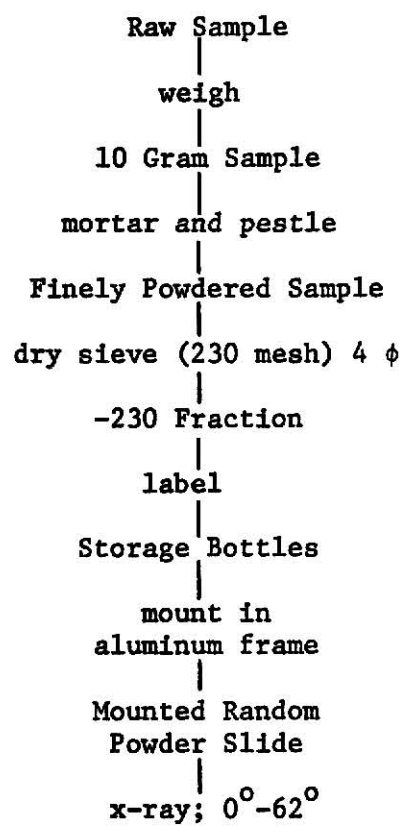 Raw Sample
weigh
10 Gram Sample
mortar and pestle
Finely Powdered Sample
dry sieve (230 mesh) 4 φ
-230 Fraction
label
Storage Bottles
mount in
aluminum frame
Mounted Random
Powder Slide
x-ray; 0°-62°